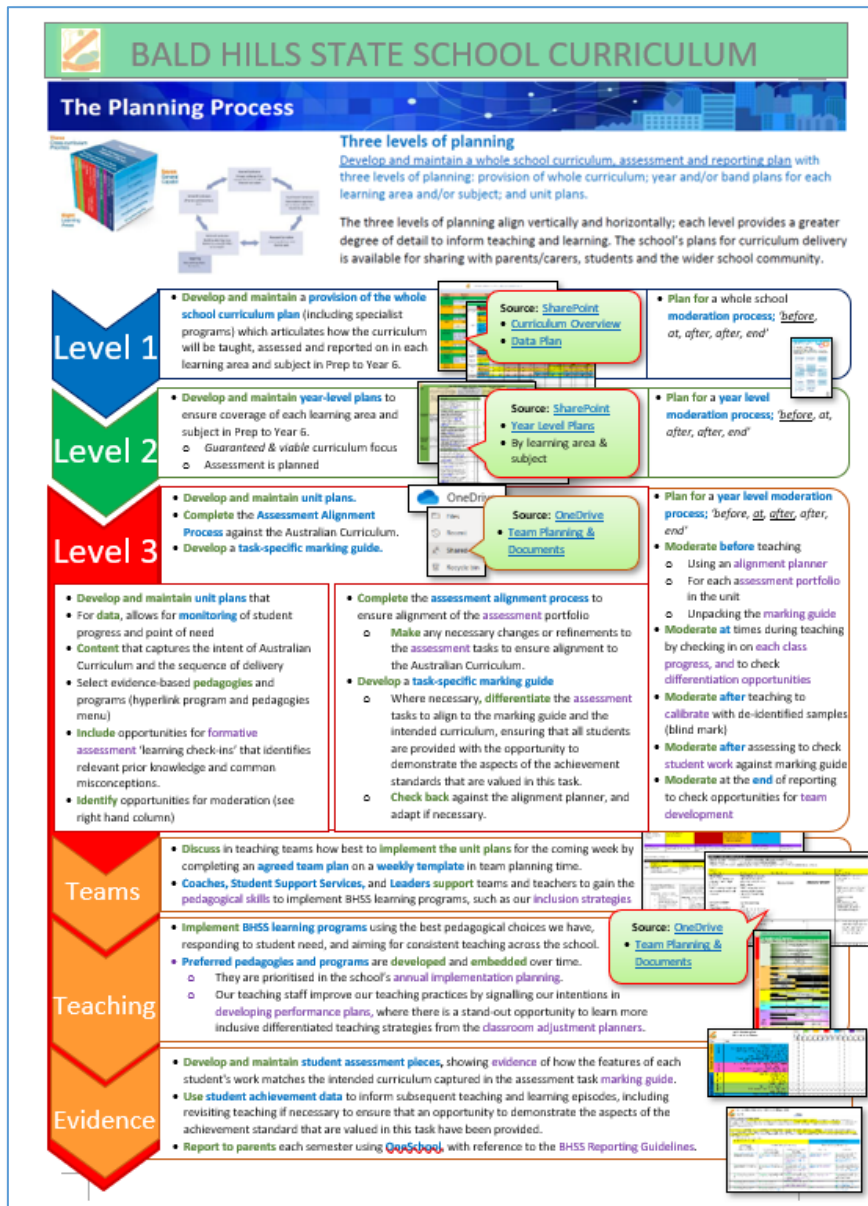 BALD HILLS STATE SCHOOL CURRICULUM
The Planning Process
Three levels of planning
Develop and maintain a whole school curriculum, assessment and reporting plan with
three levels of planning: provision of whole curriculum; year and/or band plans for each
learning area and/or subject; and unit plans.
The three levels of planning align vertically and horizontally; each level provides a greater
degree of detail to inform teaching and learning. The school's plans for curriculum delivery
is available for sharing with parents/carers, students and the wider school community.
Level 1
• Develop and maintain a provision of the whole
school curriculum plan (including specialist
programs) which articulates how the curriculum
will be taught, assessed and reported on in each
learning area and subject in Prep to Year 6.
Source: SharePoint
• Curriculum Overview
• Data Plan
• Plan for a whole school
moderation process; 'before,
at, after, after, end'
Level 2
• Develop and maintain year-level plans to
ensure coverage of each learning area and
subject in Prep to Year 6.
o Guaranteed & viable curriculum focus
o Assessment is planned
Source: SharePoint
• Year Level Plans
• By learning area &
subject
• Plan for a year level
moderation process; 'before, at,
after, after, end'
Level 3
• Develop and maintain unit plans.
• Complete the Assessment Alignment
Process against the Australian Curriculum.
• Develop a task-specific marking guide.
OneDrive
Files
Recent
Shared
Recycle bin
Source: OneDrive
• Team Planning &
Documents
• Plan for a year level moderation
process; 'before, at, after, after,
end'
• Moderate before teaching
o Using an alignment planner
o For each assessment portfolio
in the unit
o Unpacking the marking guide
• Moderate at times during teaching
by checking in on each class
progress, and to check
differentiation opportunities
• Moderate after teaching to
calibrate with de-identified samples
(blind mark)
• Moderate after assessing to check
student work against marking guide
• Moderate at the end of reporting
to check opportunities for team
development
• Develop and maintain unit plans that
• For data, allows for monitoring of student
progress and point of need
• Content that captures the intent of Australian
Curriculum and the sequence of delivery
• Select evidence-based pedagogies and
programs (hyperlink program and pedagogies
menu)
• Include opportunities for formative
assessment 'learning check-ins' that identifies
relevant prior knowledge and common
misconceptions.
• Identify opportunities for moderation (see
right hand column)
• Complete the assessment alignment process to
ensure alignment of the assessment portfolio
o Make any necessary changes or refinements to
the assessment tasks to ensure alignment to
the Australian Curriculum.
• Develop a task-specific marking guide
o Where necessary, differentiate the assessment
tasks to align to the marking guide and the
intended curriculum, ensuring that all students
are provided with the opportunity to
demonstrate the aspects of the achievement
standards that are valued in this task.
o Check back against the alignment planner, and
adapt if necessary.
Teams
• Discuss in teaching teams how best to implement the unit plans for the coming week by
completing an agreed team plan on a weekly template in team planning time.
• Coaches, Student Support Services, and Leaders support teams and teachers to gain the
pedagogical skills to implement BHSS learning programs, such as our inclusion strategies
Teaching
• Implement BHSS learning programs using the best pedagogical choices we have,
responding to student need, and aiming for consistent teaching across the school.
• Preferred pedagogies and programs are developed and embedded over time.
o They are prioritised in the school's annual implementation planning.
o Our teaching staff improve our teaching practices by signalling our intentions in
developing performance plans, where there is a stand-out opportunity to learn more
inclusive differentiated teaching strategies from the classroom adjustment planners.
Source: OneDrive
• Team Planning &
Documents
Evidence
• Develop and maintain student assessment pieces, showing evidence of how the features of each
student's work matches the intended curriculum captured in the assessment task marking guide.
• Use student achievement data to inform subsequent teaching and learning episodes, including
revisiting teaching if necessary to ensure that an opportunity to demonstrate the aspects of the
achievement standard that are valued in this task have been provided.
• Report to parents each semester using OneSchool, with reference to the BHSS Reporting Guidelines.